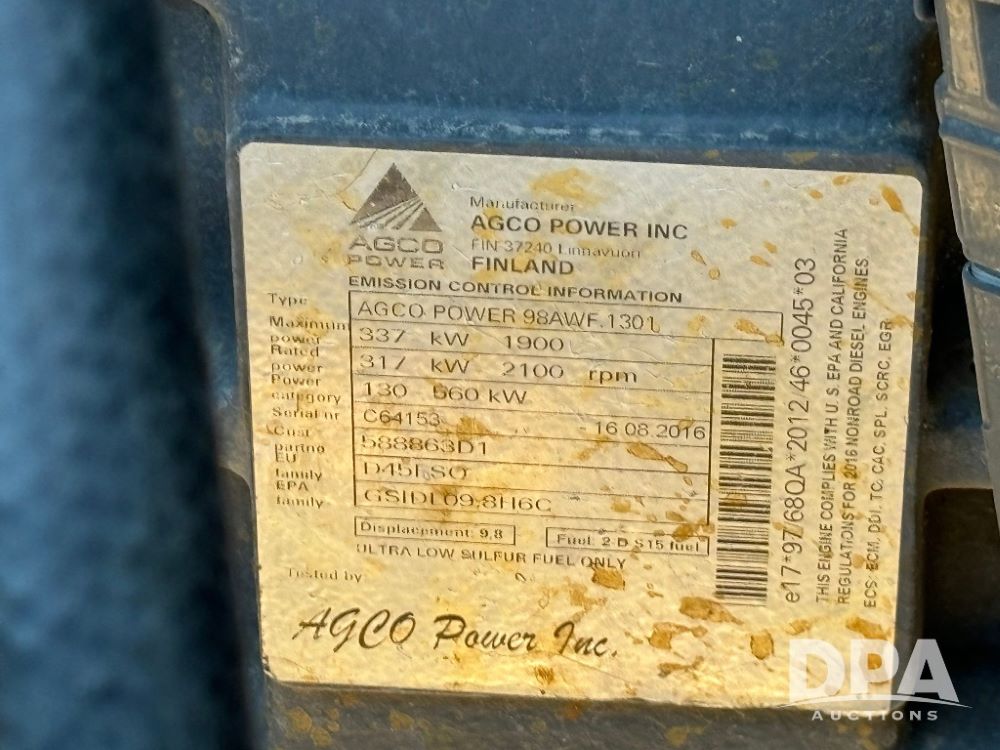 AGCO
POWER
Manufacturer
AGCO POWER INC
FIN 37240 Linnavuori
FINLAND
EMISSION CONTROL INFORMATION
Type AGCO POWER 98AWF.1301
Maximum power 337 kW 1900
Rated power 317 kW 2100 rpm
Power category 130 560 kW
Serial nr C64153 16.08.2016
Cust. partno 588863D1
EU family
EPA family
Displacement: 9,8 Fuel: 2-D S15 fuel
ULTRA LOW SULFUR FUEL ONLY
Tested by
AGCO Power Inc.
e17*97/68QA*2012/46*0045*03
THIS ENGINE COMPLIES WITH U.S. EPA AND CALIFORNIA
REGULATIONS FOR 2016 NONROAD DIESEL ENGINES
ECS: ECM, DDI, TC, CAC, SPL, SCRC, EGR
DPA
AUCTIONS